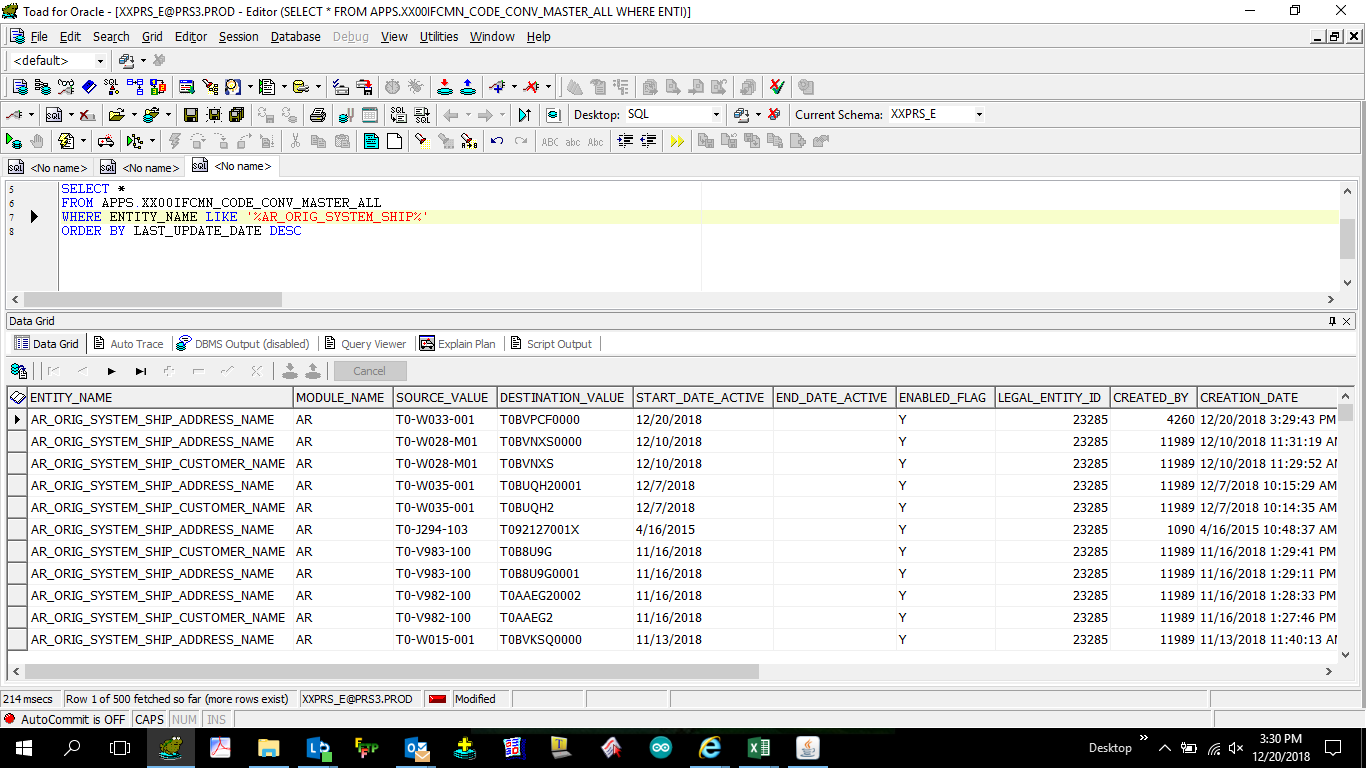 Toad for Oracle - [XXPRS_E@PRS3.PROD - Editor (SELECT * FROM APPS.XX00IFCMN_CODE_CONV_MASTER_ALL WHERE ENTI)]
File Edit Search Grid Editor Session Database Debug View Utilities Window Help
<default>
Desktop: SQL Current Schema: XXPRS_E
ABC abc Abc
<No name> <No name> <No name>
5 SELECT *
6 FROM APPS.XX00IFCMN_CODE_CONV_MASTER_ALL
7 WHERE ENTITY_NAME LIKE '%AR_ORIG_SYSTEM_SHIP%'
8 ORDER BY LAST_UPDATE_DATE DESC
Data Grid
Data Grid Auto Trace DBMS Output (disabled) Query Viewer Explain Plan Script Output
Cancel
ENTITY_NAME MODULE_NAME SOURCE_VALUE DESTINATION_VALUE START_DATE_ACTIVE END_DATE_ACTIVE ENABLED_FLAG LEGAL_ENTITY_ID CREATED_BY CREATION_DATE
AR_ORIG_SYSTEM_SHIP_ADDRESS_NAME AR T0-W033-001 T0BVPCF0000 12/20/2018 Y 23285 4260 12/20/2018 3:29:43 PM
AR_ORIG_SYSTEM_SHIP_ADDRESS_NAME AR T0-W028-M01 T0BVNXS0000 12/10/2018 Y 23285 11989 12/10/2018 11:31:19 AM
AR_ORIG_SYSTEM_SHIP_CUSTOMER_NAME AR T0-W028-M01 T0BVNXS 12/10/2018 Y 23285 11989 12/10/2018 11:29:52 AM
AR_ORIG_SYSTEM_SHIP_ADDRESS_NAME AR T0-W035-001 T0BUQH20001 12/7/2018 Y 23285 11989 12/7/2018 10:15:29 AM
AR_ORIG_SYSTEM_SHIP_CUSTOMER_NAME AR T0-W035-001 T0BUQH2 12/7/2018 Y 23285 11989 12/7/2018 10:14:35 AM
AR_ORIG_SYSTEM_SHIP_ADDRESS_NAME AR T0-J294-103 T092127001X 4/16/2015 Y 23285 1090 4/16/2015 10:48:37 AM
AR_ORIG_SYSTEM_SHIP_CUSTOMER_NAME AR T0-V983-100 T0B8U9G 11/16/2018 Y 23285 11989 11/16/2018 1:29:41 PM
AR_ORIG_SYSTEM_SHIP_ADDRESS_NAME AR T0-V983-100 T0B8U9G0001 11/16/2018 Y 23285 11989 11/16/2018 1:29:11 PM
AR_ORIG_SYSTEM_SHIP_ADDRESS_NAME AR T0-V982-100 T0AAEG20002 11/16/2018 Y 23285 11989 11/16/2018 1:28:33 PM
AR_ORIG_SYSTEM_SHIP_CUSTOMER_NAME AR T0-V982-100 T0AAEG2 11/16/2018 Y 23285 11989 11/16/2018 1:27:46 PM
AR_ORIG_SYSTEM_SHIP_ADDRESS_NAME AR T0-W015-001 T0BVKSQ0000 11/13/2018 Y 23285 11989 11/13/2018 11:40:13 AM
214 msecs Row 1 of 500 fetched so far (more rows exist) XXPRS_E@PRS3.PROD Modified
AutoCommit is OFF CAPS NUM INS
Desktop 3:30 PM
12/20/2018